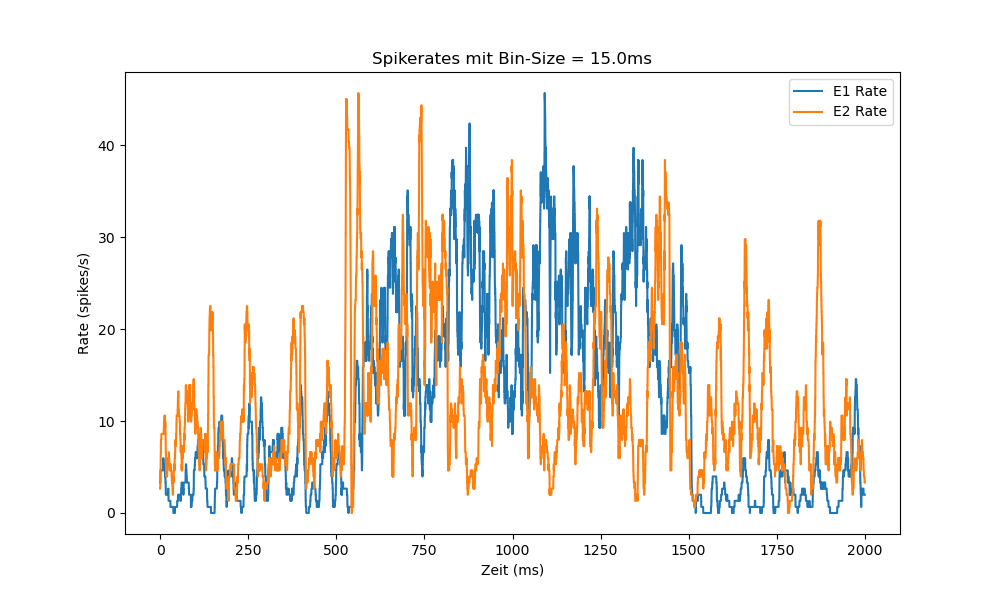 Spikerates mit Bin-Size = 15.0ms
E1 Rate
E2 Rate
Rate (spikes/s)
40
30
20
10
0
0 250 500 750 1000 1250 1500 1750 2000
Zeit (ms)